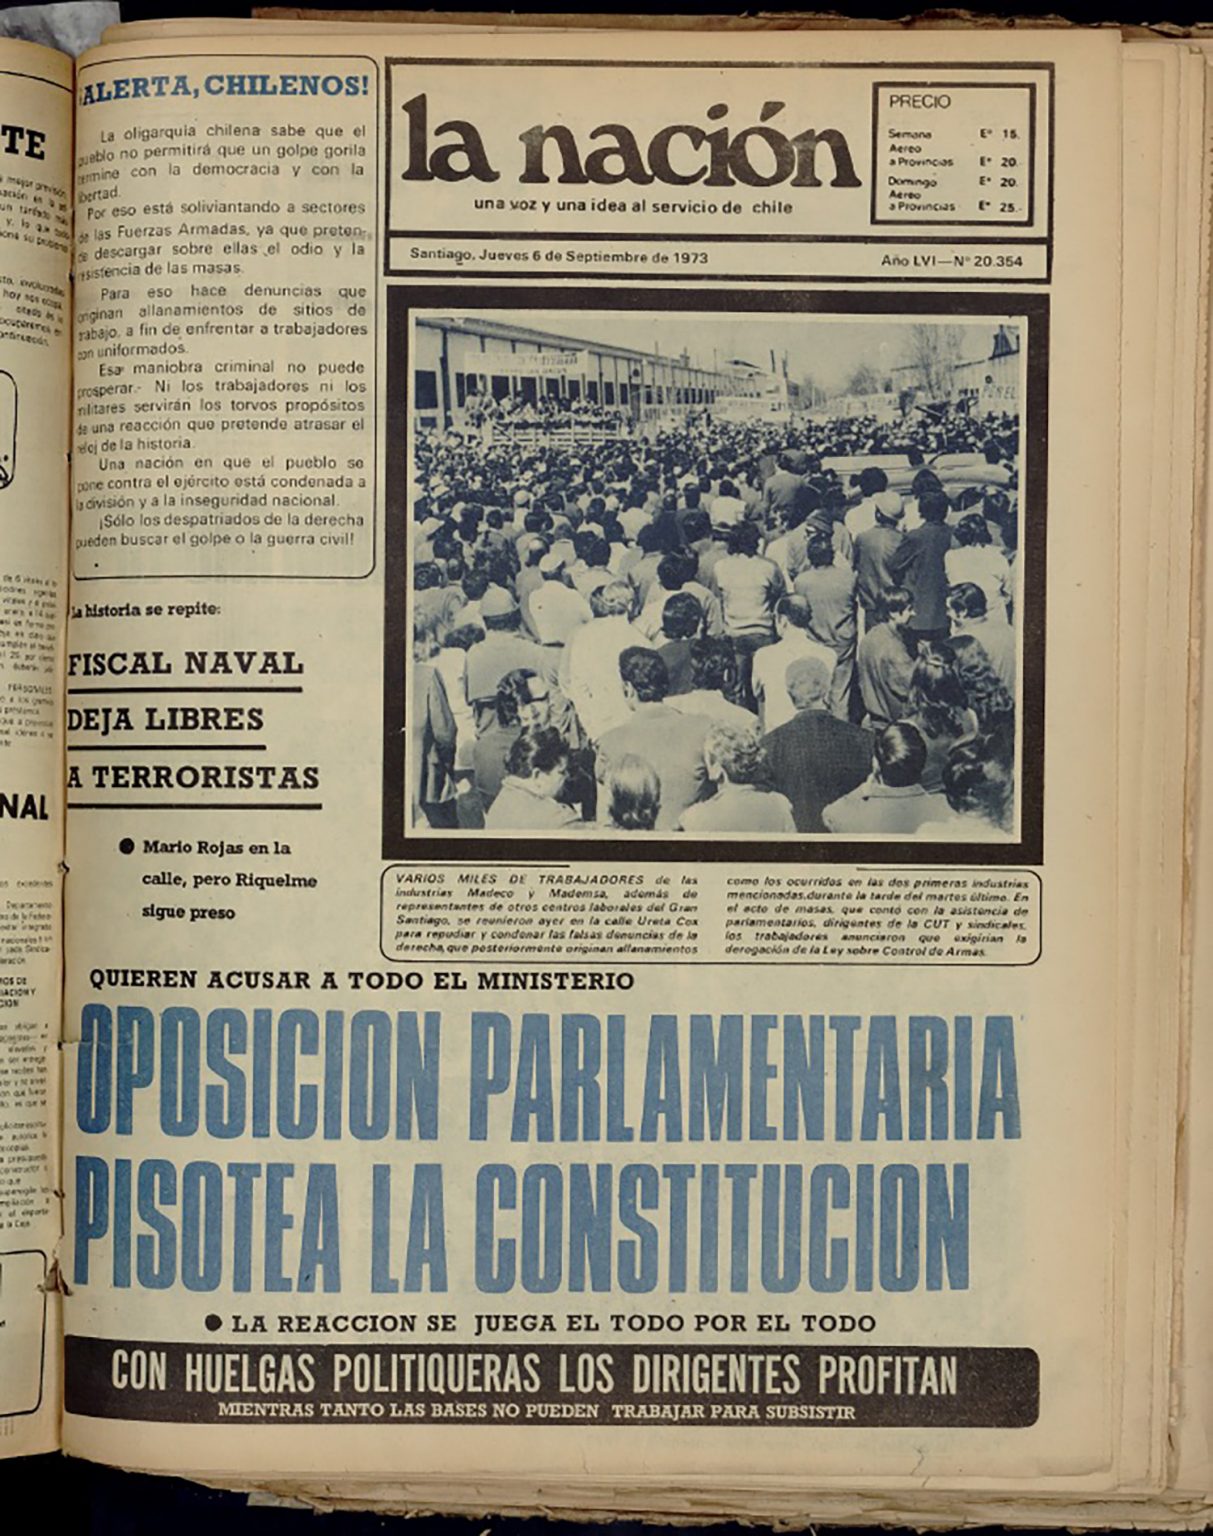 ¡ALERTA, CHILENOS!
La oligarquía chilena sabe que el
pueblo no permitirá que un golpe gorila
termine con la democracia y con la
libertad.
Por eso está soliviantando a sectores
de las Fuerzas Armadas, ya que preten-
de descargar sobre ellas el odio y la
resistencia de las masas.
Para eso hace denuncias que
originan allanamientos de sitios de
trabajo, a fin de enfrentar a trabajadores
con uniformados.
Esa maniobra criminal no puede
prosperar.- Ni los trabajadores ni los
militares servirán los torvos propósitos
de una reacción que pretende atrasar el
reloj de la historia.
Una nación en que el pueblo se
pone contra el ejército está condenada a
la división y a la inseguridad nacional.
¡Sólo los despatriados de la derecha
pueden buscar el golpe o la guerra civil!
la nación
una voz y una idea al servicio de chile
PRECIO
Semana Eº 15.
Aereo
a Provincias Eº 20.
Domingo Eº 20.
Aereo
a Provincias Eº 25.-
Santiago, Jueves 6 de Septiembre de 1973
Año LVI—Nº 20.354
La historia se repite:
FISCAL NAVAL
DEJA LIBRES
A TERRORISTAS
● Mario Rojas en la
calle, pero Riquelme
sigue preso
VARIOS MILES DE TRABAJADORES de las
industrias Madeco y Mademsa, además de
representantes de otros centros laborales del Gran
Santiago, se reunieron ayer en la calle Ureta Cox
para repudiar y condenar las falsas denuncias de la
derecha, que posteriormente originan allanamientos
como los ocurridos en las dos primeras industrias
mencionadas, durante la tarde del martes último. En
el acto de masas, que contó con la asistencia de
parlamentarios, dirigentes de la CUT y sindicales,
los trabajadores anunciaron que exigirían la
derogación de la Ley sobre Control de Armas.
QUIEREN ACUSAR A TODO EL MINISTERIO
OPOSICION PARLAMENTARIA
PISOTEA LA CONSTITUCION
● LA REACCION SE JUEGA EL TODO POR EL TODO
CON HUELGAS POLITIQUERAS LOS DIRIGENTES PROFITAN
MIENTRAS TANTO LAS BASES NO PUEDEN TRABAJAR PARA SUBSISTIR
TE
NAL